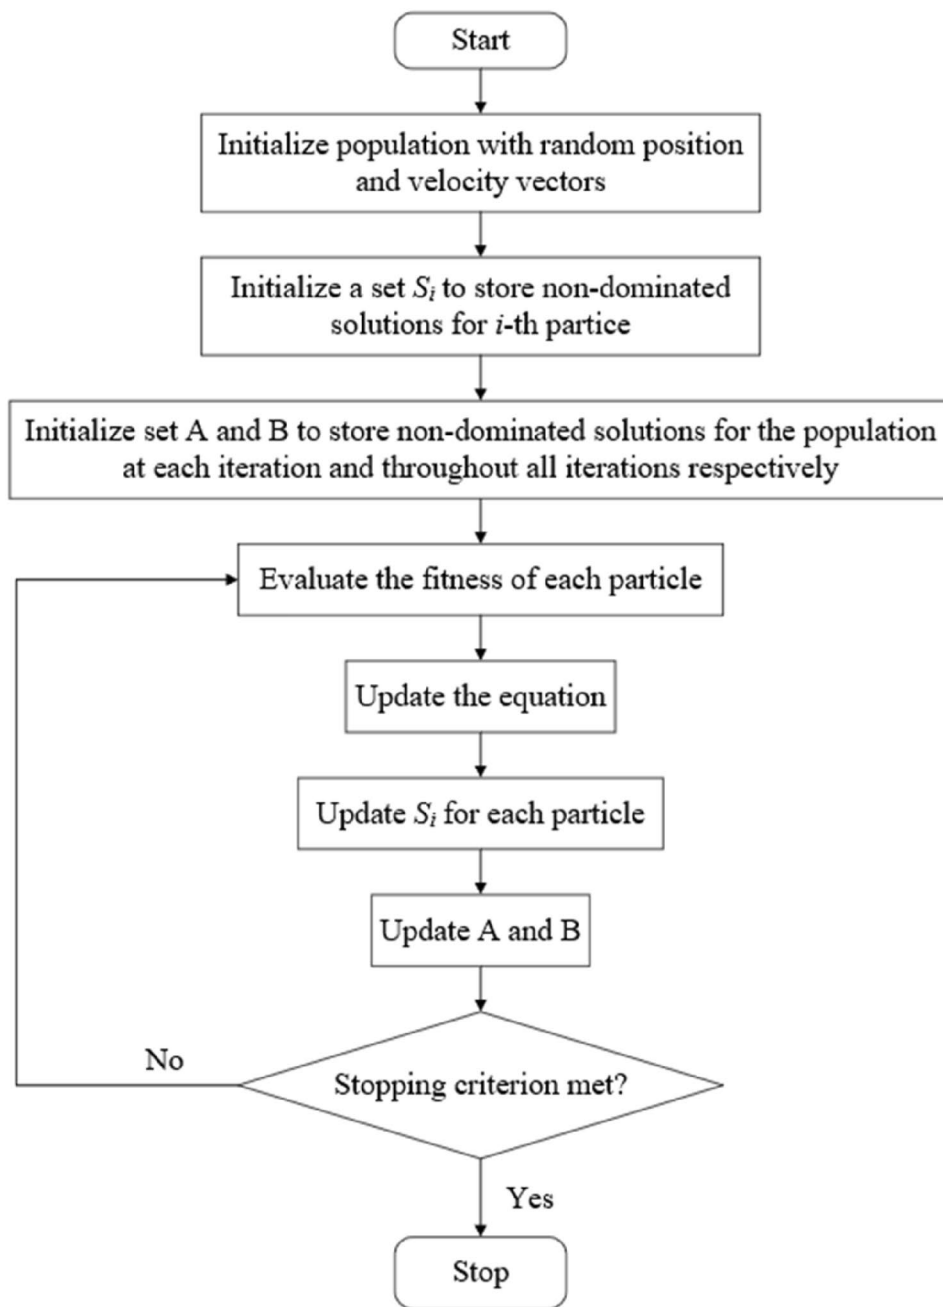 Start
Initialize population with random position
and velocity vectors
Initialize a set Si to store non-dominated
solutions for i-th partice
Initialize set A and B to store non-dominated solutions for the population
at each iteration and throughout all iterations respectively
Evaluate the fitness of each particle
Update the equation
Update Si for each particle
Update A and B
No
Stopping criterion met?
Yes
Stop